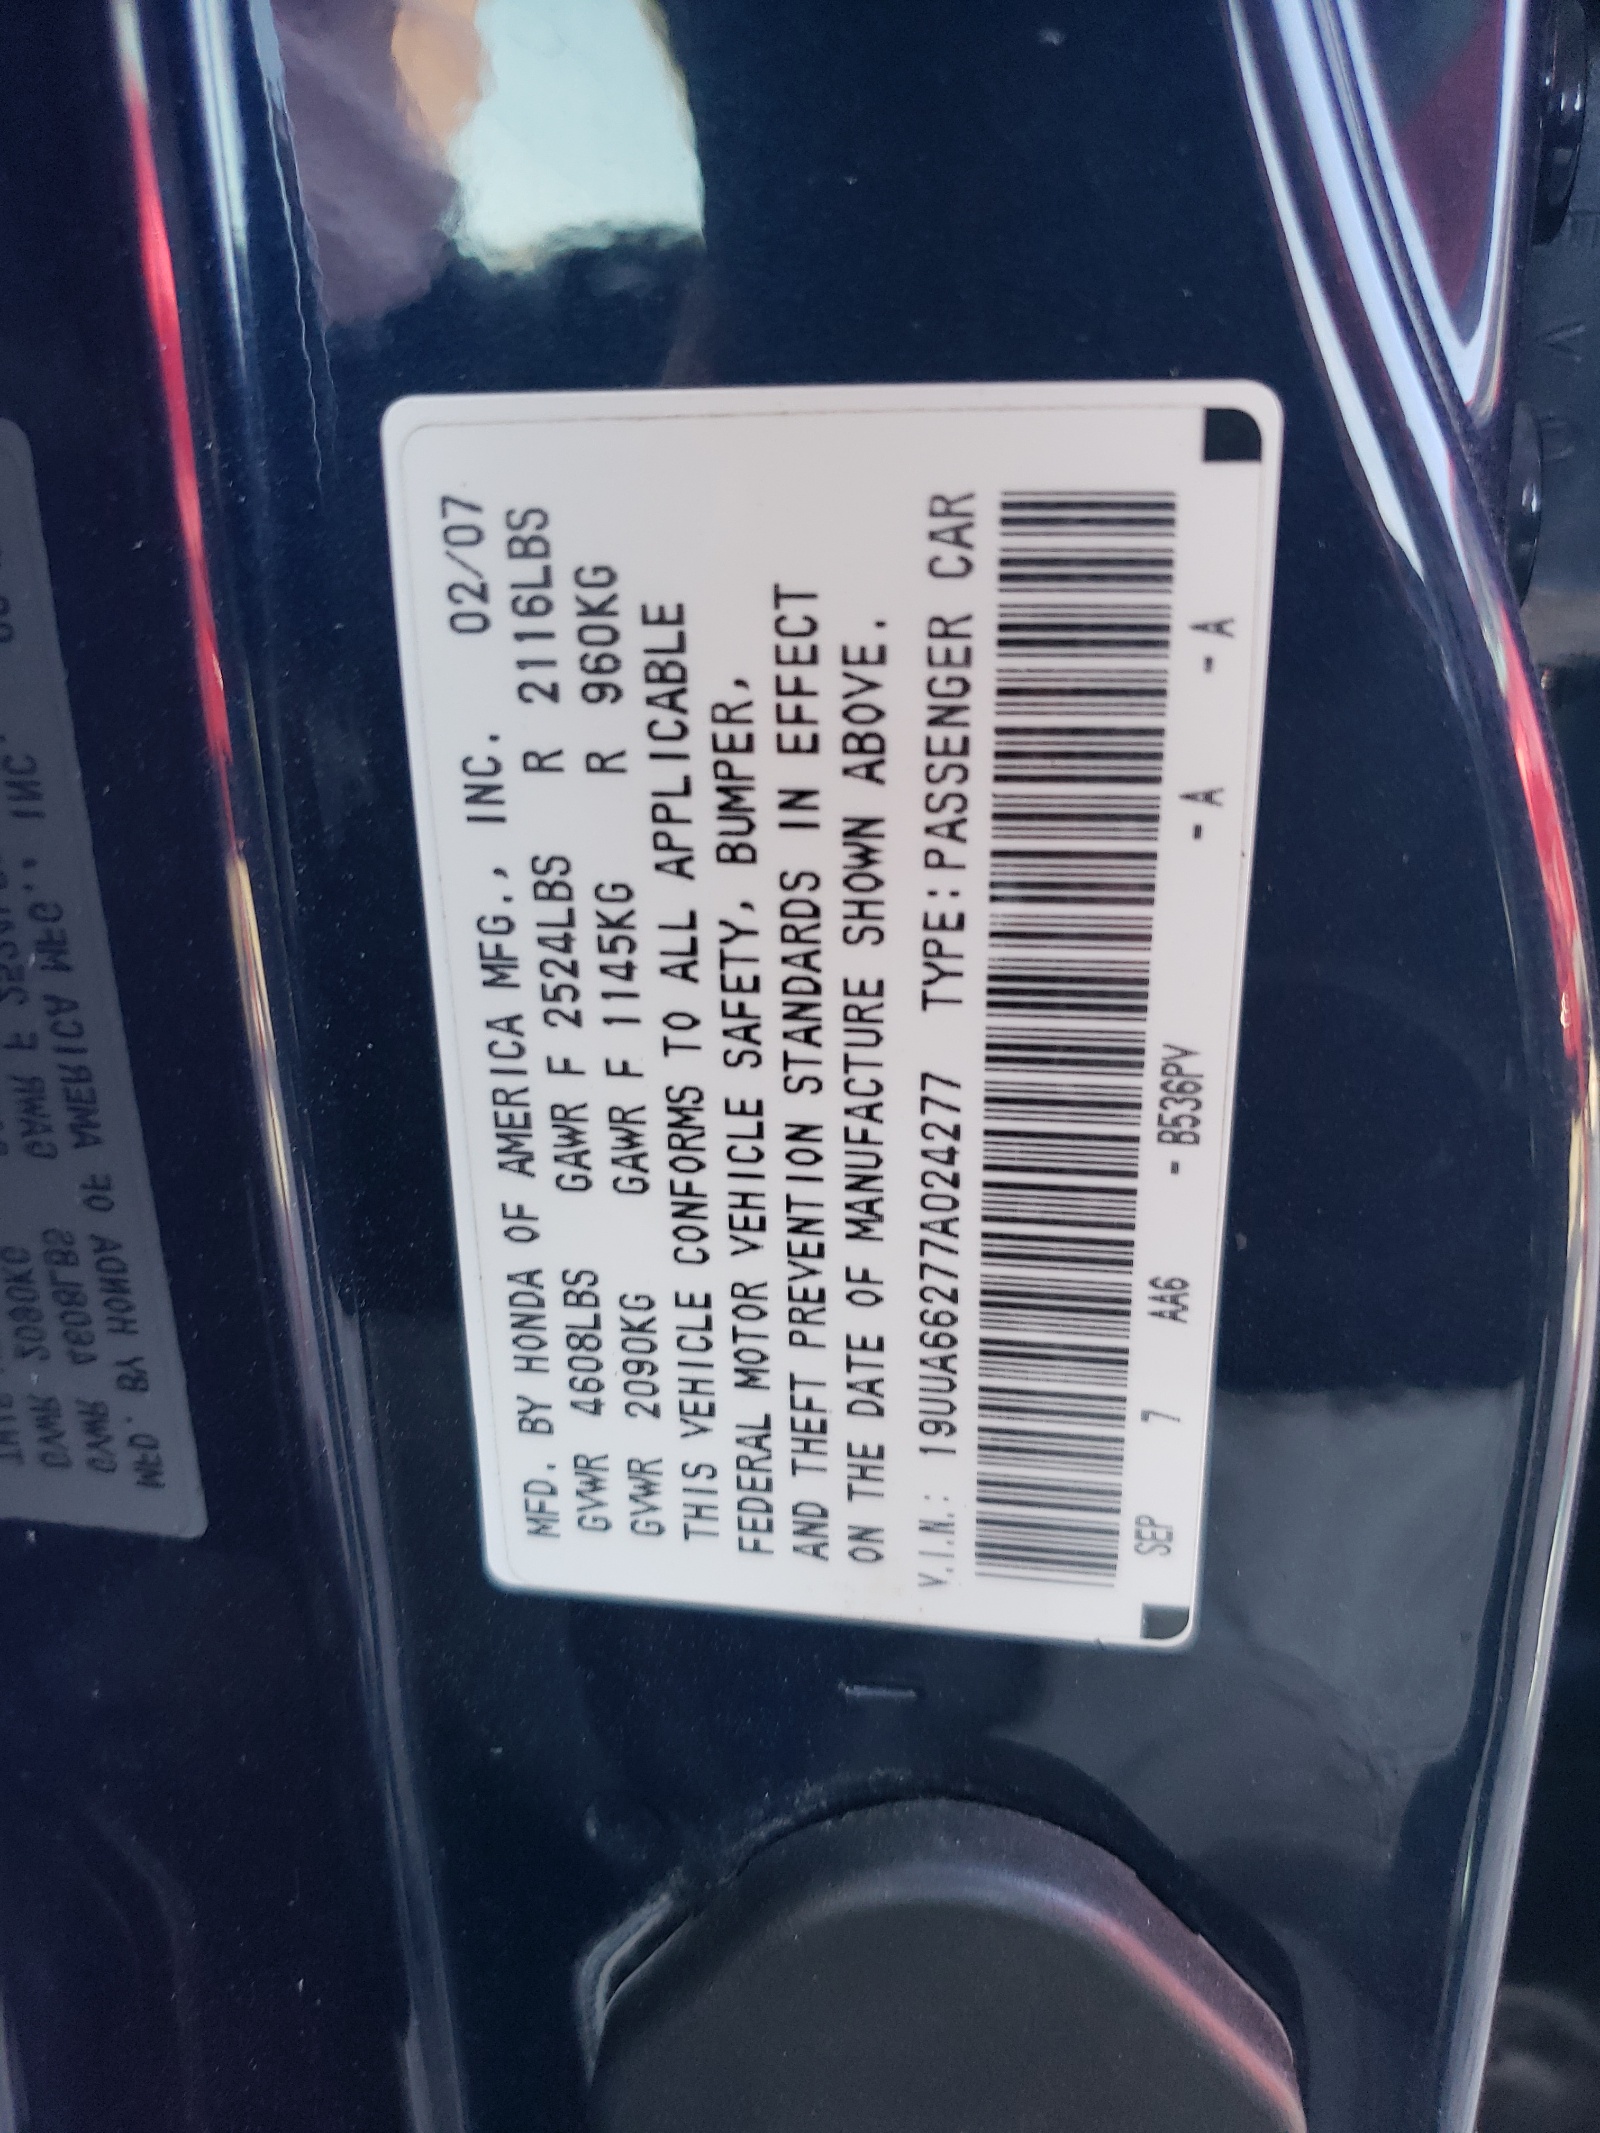 MFD. BY HONDA OF AMERICA MFG., INC. 02/07
GVWR 4608LBS GAWR F 2524LBS R 2116LBS
GVWR 2090KG GAWR F 1145KG R 960KG
THIS VEHICLE CONFORMS TO ALL APPLICABLE
FEDERAL MOTOR VEHICLE SAFETY, BUMPER,
AND THEFT PREVENTION STANDARDS IN EFFECT
ON THE DATE OF MANUFACTURE SHOWN ABOVE.
V.I.N.: 19UUA66277A024277 TYPE:PASSENGER CAR
SEP 7 AA6 - B536PV - A - A